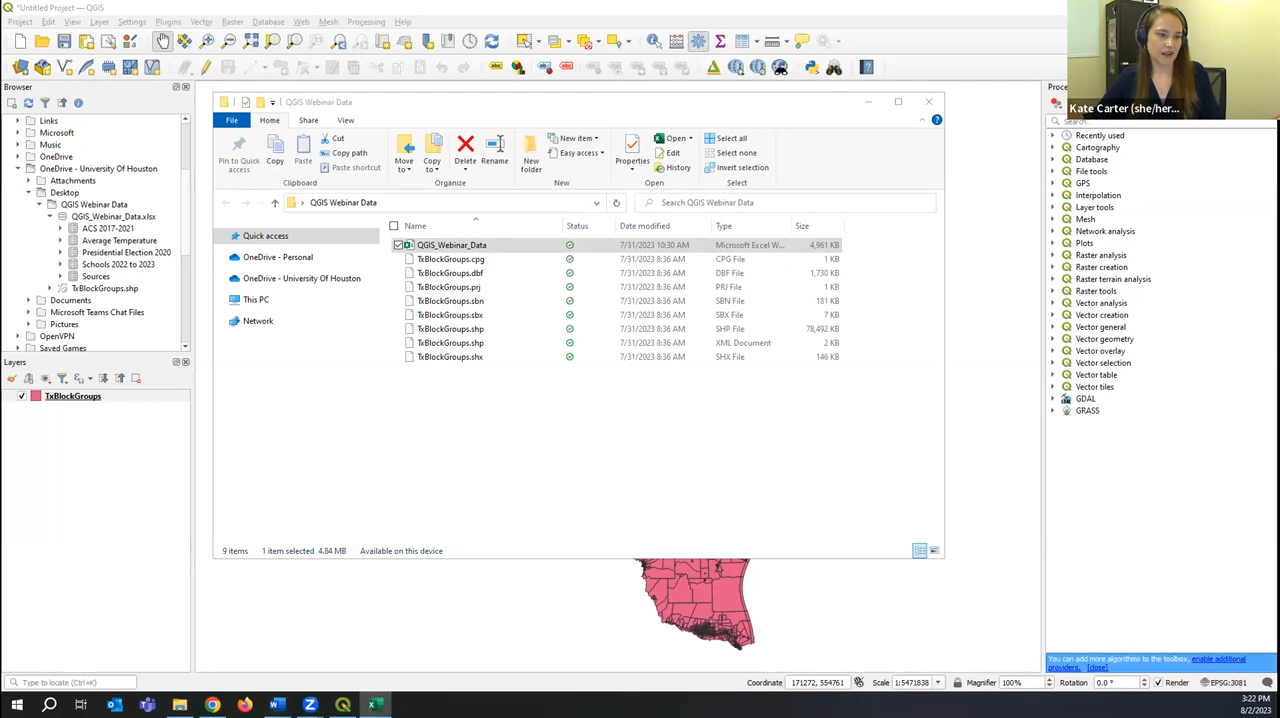 *Untitled Project — QGIS
Project Edit View Layer Settings Plugins Vector Raster Database Web Mesh Processing Help
Kate Carter (she/her...
Browser
Links
Microsoft
Music
OneDrive
OneDrive - University Of Houston
Attachments
Desktop
QGIS Webinar Data
QGIS_Webinar_Data.xlsx
ACS 2017-2021
Average Temperature
Presidential Election 2020
Schools 2022 to 2023
Sources
TxBlockGroups.shp
Documents
Microsoft Teams Chat Files
Pictures
OpenVPN
Saved Games
Layers
TxBlockGroups
QGIS Webinar Data
File Home Share View
Pin to Quick access
Copy
Paste
Cut
Copy path
Paste shortcut
Clipboard
Move to
Copy to
Delete
Rename
Organize
New folder
New item
Easy access
New
Properties
Open
Edit
History
Open
Select all
Select none
Invert selection
Select
QGIS Webinar Data
Search QGIS Webinar Data
Quick access
OneDrive - Personal
OneDrive - University Of Houston
This PC
Network
Name Status Date modified Type Size
QGIS_Webinar_Data 7/31/2023 10:30 AM Microsoft Excel W... 4,961 KB
TxBlockGroups.cpg 7/31/2023 8:36 AM CPG File 1 KB
TxBlockGroups.dbf 7/31/2023 8:36 AM DBF File 1,730 KB
TxBlockGroups.prj 7/31/2023 8:36 AM PRJ File 1 KB
TxBlockGroups.sbn 7/31/2023 8:36 AM SBN File 181 KB
TxBlockGroups.sbx 7/31/2023 8:36 AM SBX File 7 KB
TxBlockGroups.shp 7/31/2023 8:36 AM SHP File 78,492 KB
TxBlockGroups.shp 7/31/2023 8:36 AM XML Document 2 KB
TxBlockGroups.shx 7/31/2023 8:36 AM SHX File 146 KB
9 items 1 item selected 4.84 MB Available on this device
Proce
Search...
Recently used
Cartography
Database
File tools
GPS
Interpolation
Layer tools
Mesh
Network analysis
Plots
Raster analysis
Raster creation
Raster terrain analysis
Raster tools
Vector analysis
Vector creation
Vector general
Vector geometry
Vector overlay
Vector selection
Vector table
Vector tiles
GDAL
GRASS
You can add more algorithms to the toolbox, enable additional providers. [close]
Type to locate (Ctrl+K)
Coordinate 171272, 554761 Scale 1:5471838 Magnifier 100% Rotation 0.0 ° Render EPSG:3081
3:22 PM
8/2/2023